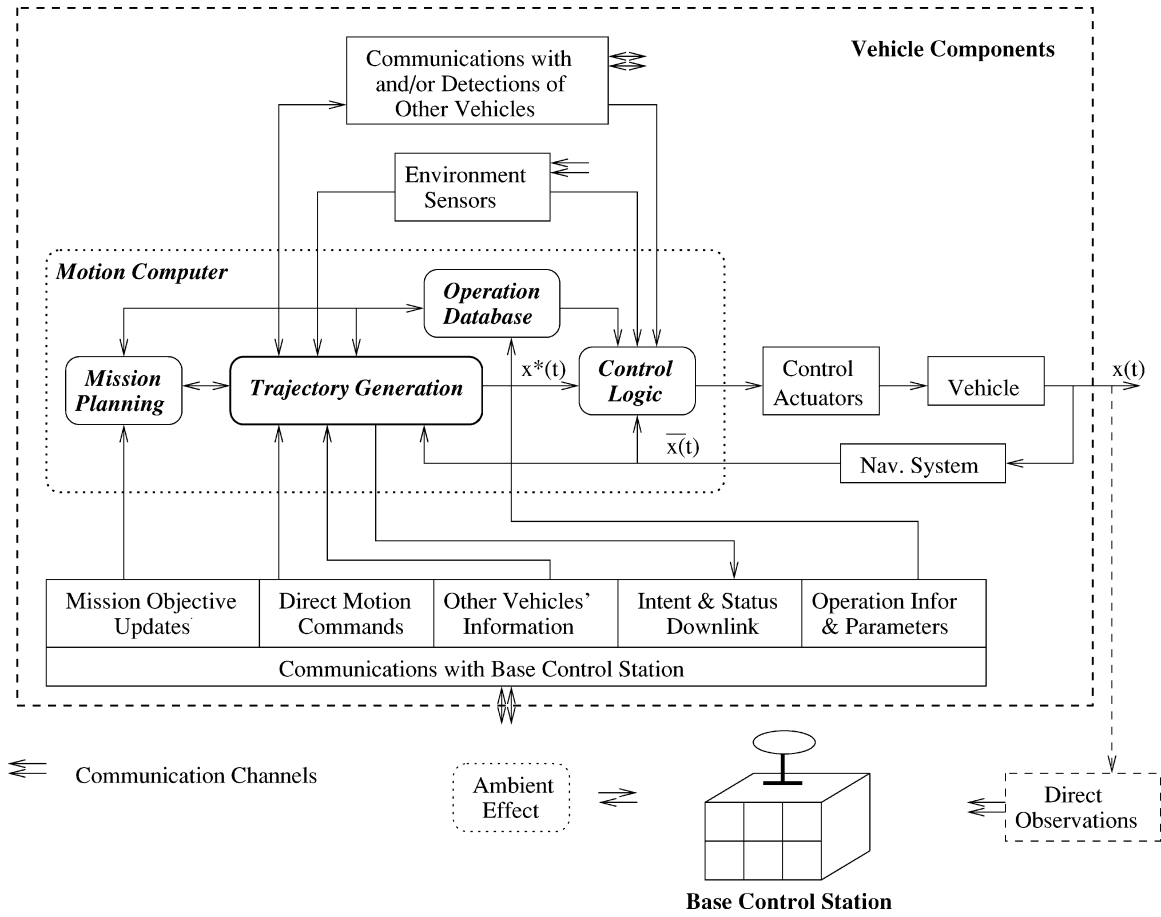 Vehicle Components
Communications with
and/or Detections of
Other Vehicles
Environment
Sensors
Motion Computer
Operation
Database
Mission
Planning
Trajectory Generation
x*(t)
Control
Logic
Control
Actuators
Vehicle
x(t)
x̅(t)
Nav. System
Mission Objective
Updates
Direct Motion
Commands
Other Vehicles’
Information
Intent & Status
Downlink
Operation Infor
& Parameters
Communications with Base Control Station
Communication Channels
Ambient
Effect
Direct
Observations
Base Control Station